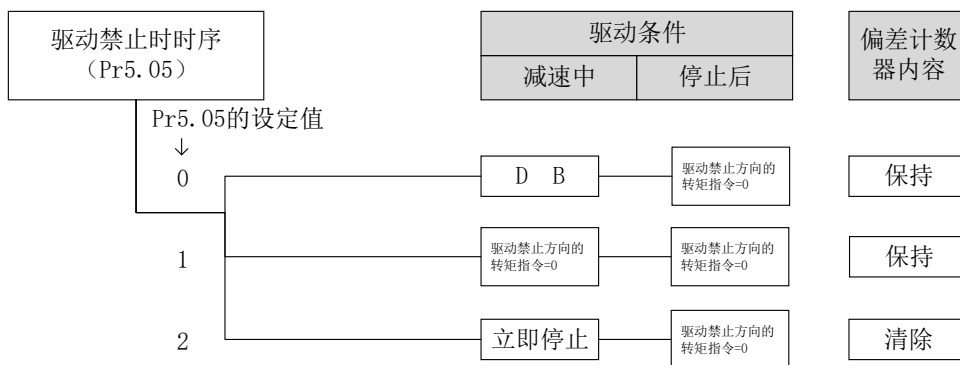 驱动禁止时时序
（Pr5.05）
驱动条件
减速中
停止后
偏差计数
器内容
Pr5.05的设定值
↓
0
D B
驱动禁止方向的
转矩指令=0
保持
1
驱动禁止方向的
转矩指令=0
驱动禁止方向的
转矩指令=0
保持
2
立即停止
驱动禁止方向的
转矩指令=0
清除